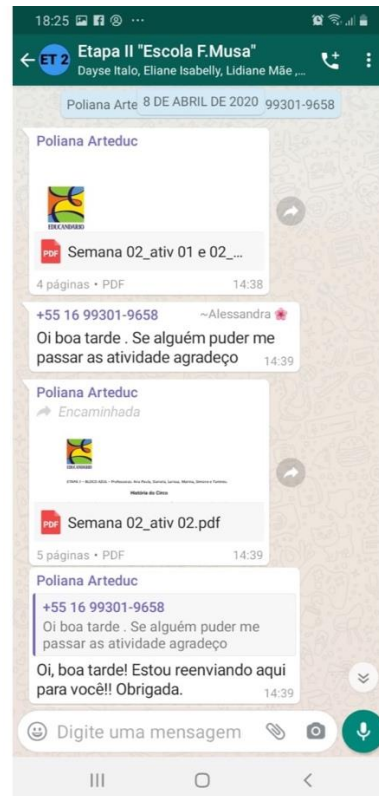 18:25
ET 2
Etapa II "Escola F.Musa"
Dayse Italo, Eliane Isabelly, Lidiane Mãe ,...
Poliana Arte
8 DE ABRIL DE 2020
99301-9658
Poliana Arteduc
EDUCANDÁRIO
PDF Semana 02_ativ 01 e 02_...
4 páginas • PDF 14:38
+55 16 99301-9658 ~Alessandra 🌸
Oi boa tarde . Se alguém puder me
passar as atividade agradeço 14:39
Poliana Arteduc
Encaminhada
EDUCANDÁRIO
História do Circo
PDF Semana 02_ativ 02.pdf
5 páginas • PDF 14:39
Poliana Arteduc
+55 16 99301-9658
Oi boa tarde . Se alguém puder me
passar as atividade agradeço
Oi, boa tarde! Estou reenviando aqui
para você!! Obrigada. 14:39
Digite uma mensagem